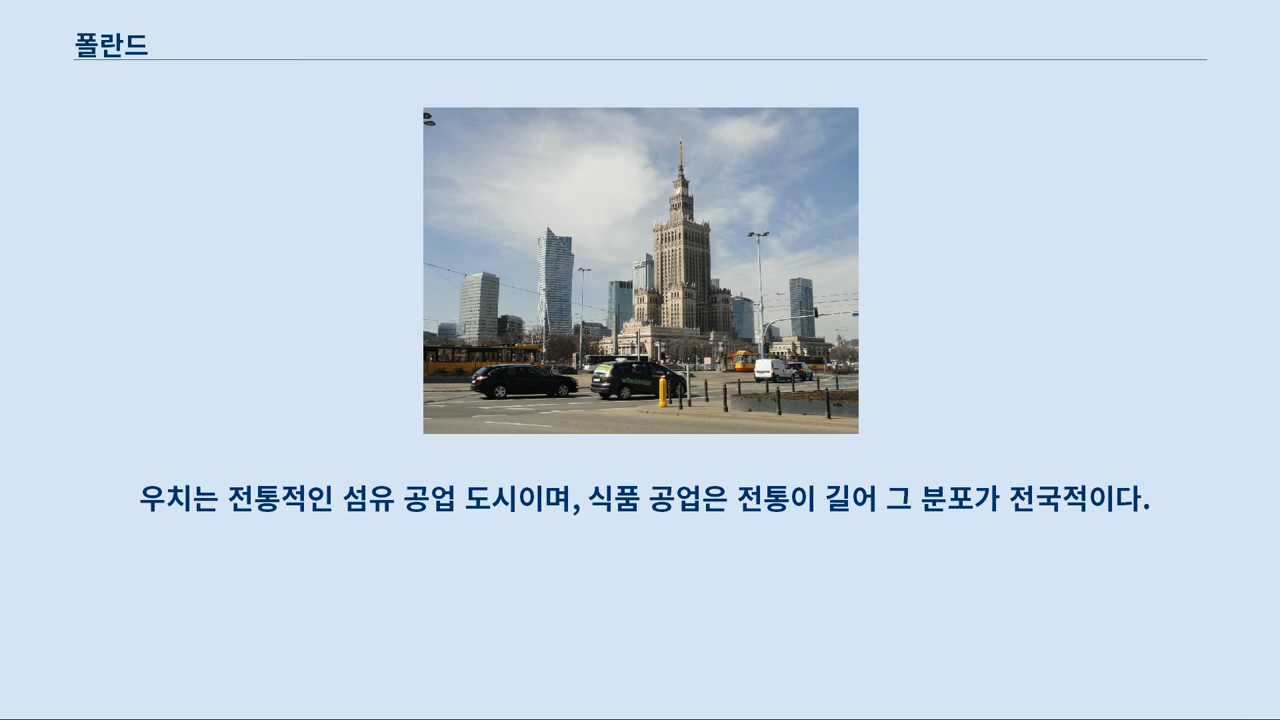 폴란드
우치는 전통적인 섬유 공업 도시이며, 식품 공업은 전통이 길어 그 분포가 전국적이다.